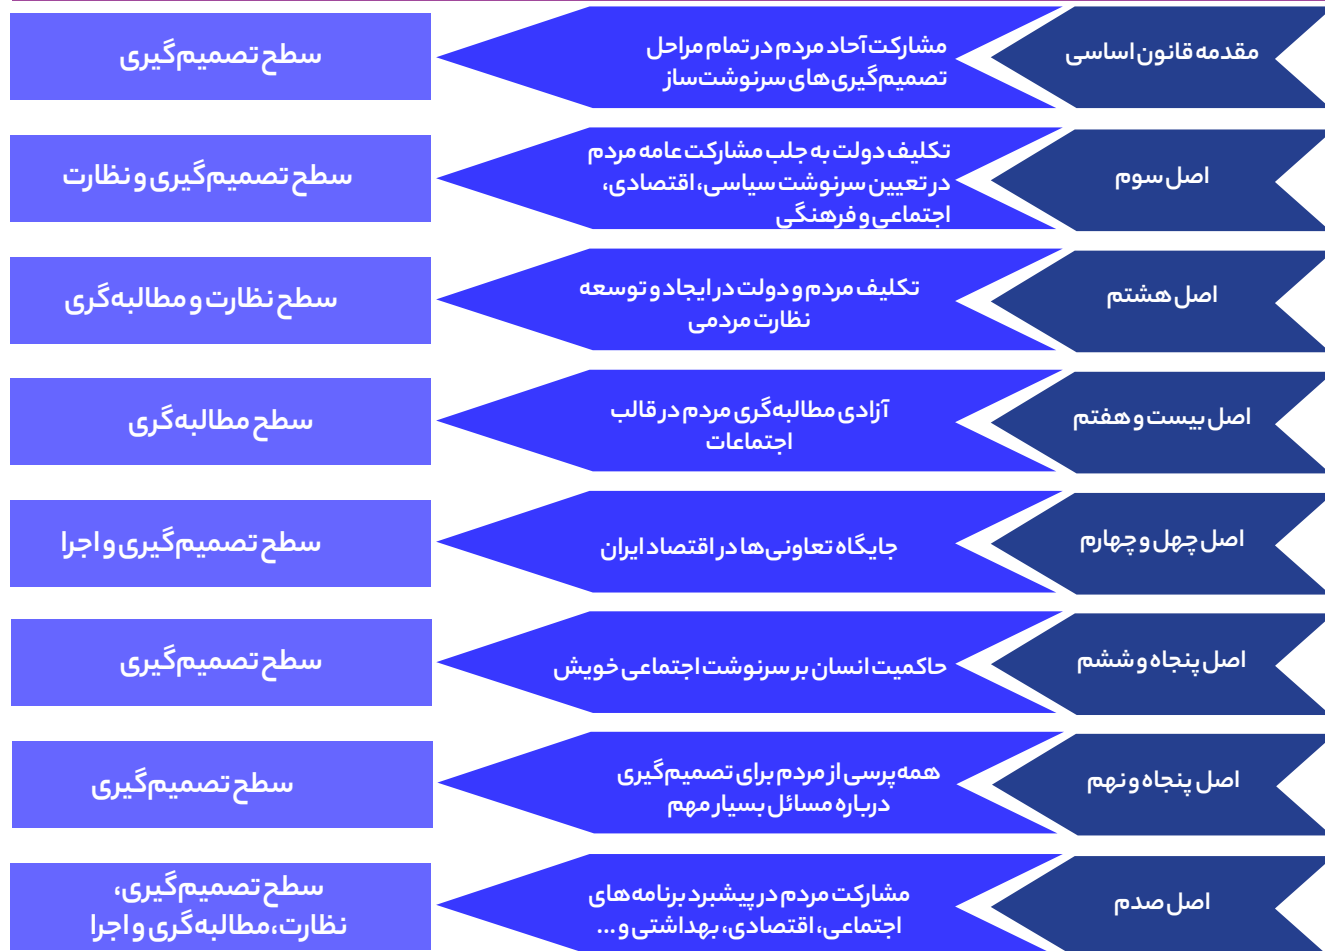 مقدمه قانون اساسی
مشارکت آحاد مردم در تمام مراحل
تصمیم‌گیری‌های سرنوشت‌ساز
سطح تصمیم‌گیری
اصل سوم
تکلیف دولت به جلب مشارکت عامه مردم
در تعیین سرنوشت سیاسی، اقتصادی،
اجتماعی و فرهنگی
سطح تصمیم‌گیری و نظارت
اصل هشتم
تکلیف مردم و دولت در ایجاد و توسعه
نظارت مردمی
سطح نظارت و مطالبه‌گری
اصل بیست و هفتم
آزادی مطالبه‌گری مردم در قالب
اجتماعات
سطح مطالبه‌گری
اصل چهل و چهارم
جایگاه تعاونی‌ها در اقتصاد ایران
سطح تصمیم‌گیری و اجرا
اصل پنجاه و ششم
حاکمیت انسان بر سرنوشت اجتماعی خویش
سطح تصمیم‌گیری
اصل پنجاه و نهم
همه‌پرسی از مردم برای تصمیم‌گیری
درباره مسائل بسیار مهم
سطح تصمیم‌گیری
اصل صدم
مشارکت مردم در پیشبرد برنامه‌های
اجتماعی، اقتصادی، بهداشتی و ...
سطح تصمیم‌گیری،
نظارت، مطالبه‌گری و اجرا